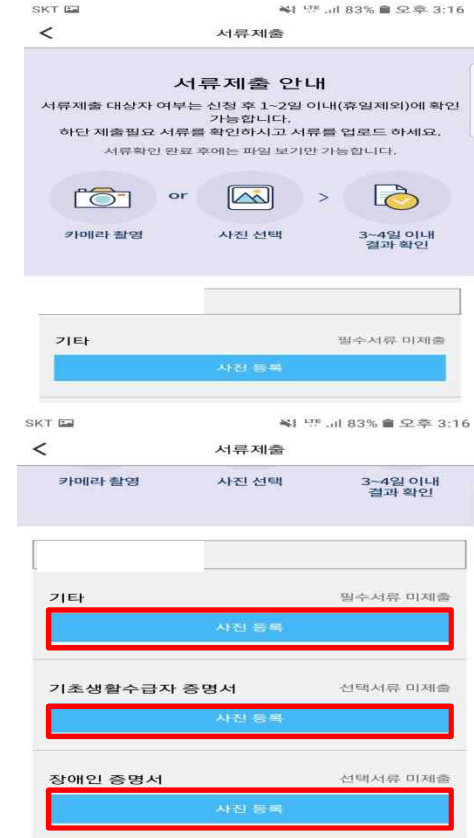 SKT LTE 83% 오후 3:16
< 서류제출
서류제출 안내
서류제출 대상자 여부는 신청 후 1~2일 이내(휴일제외)에 확인
가능합니다.
하단 제출필요 서류를 확인하시고 서류를 업로드 하세요.
서류확인 완료 후에는 파일 보기만 가능합니다.
or >
카메라 촬영 사진 선택 3~4일 이내
결과 확인
기타 필수서류 미제출
사진 등록
SKT LTE 83% 오후 3:16
< 서류제출
카메라 촬영 사진 선택 3~4일 이내
결과 확인
기타 필수서류 미제출
사진 등록
기초생활수급자 증명서 선택서류 미제출
사진 등록
장애인 증명서 선택서류 미제출
사진 등록